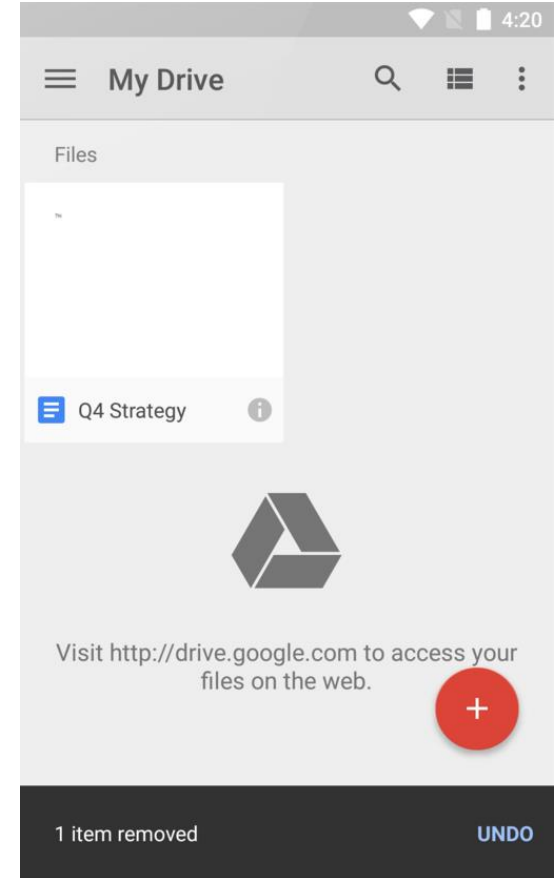 4:20
My Drive
Files
Q4 Strategy
Visit http://drive.google.com to access your
files on the web.
1 item removed
UNDO